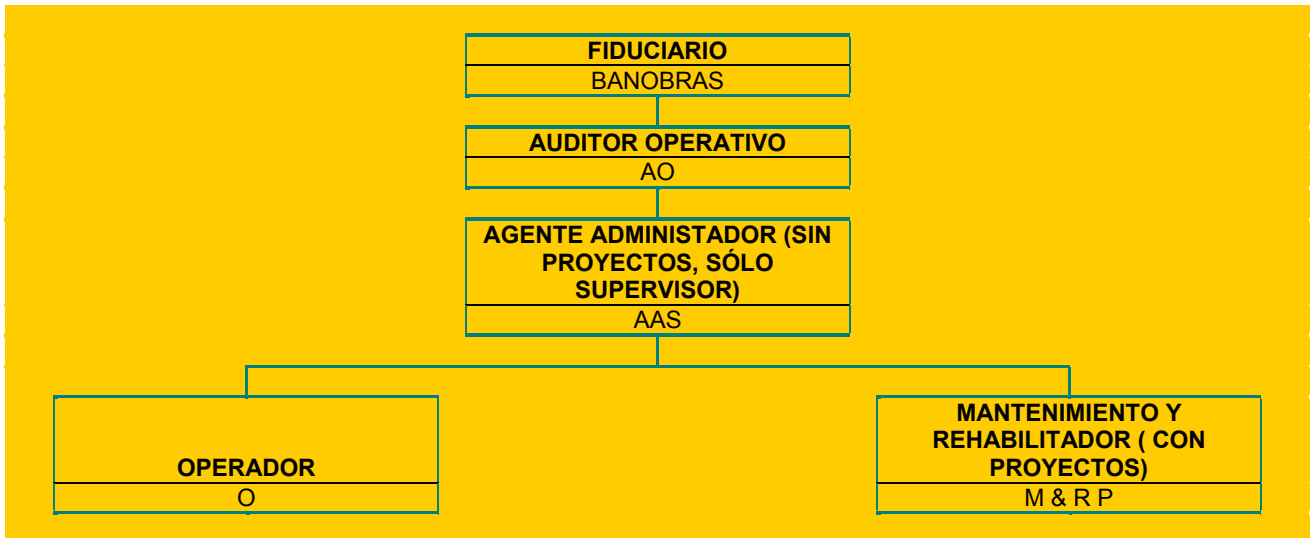 FIDUCIARIO
BANOBRAS
AUDITOR OPERATIVO
AO
AGENTE ADMINISTADOR (SIN
PROYECTOS, SÓLO
SUPERVISOR)
AAS
OPERADOR
O
MANTENIMIENTO Y
REHABILITADOR ( CON
PROYECTOS)
M & R P